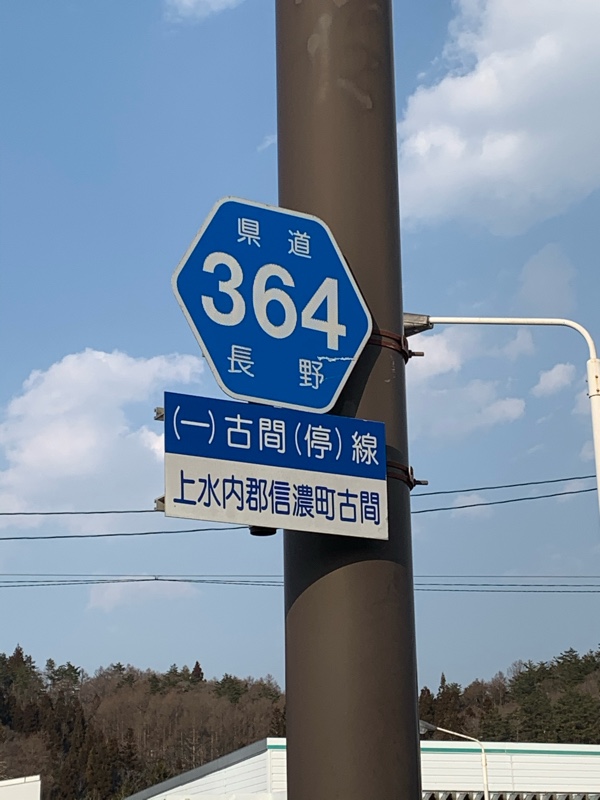 県道
364
長野
(一)古間(停)線
上水内郡信濃町古間